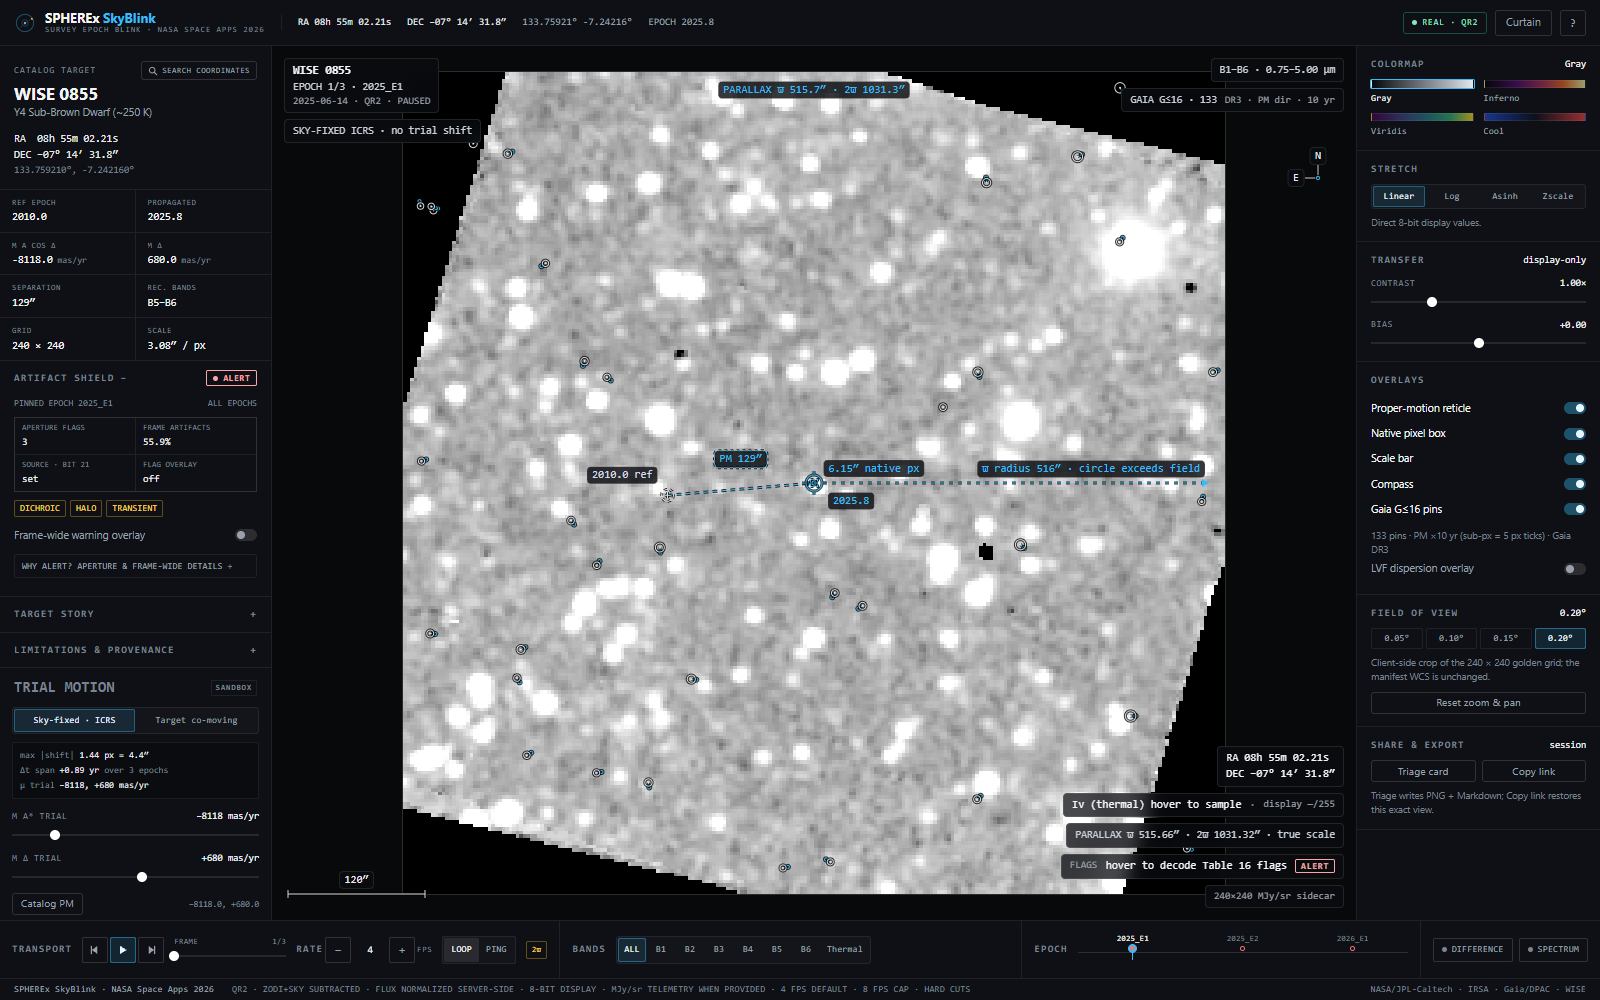 SPHEREx SkyBlink
SURVEY EPOCH BLINK · NASA SPACE APPS 2026
RA 08h 55m 02.21s DEC −07° 14′ 31.8″ 133.75921° -7.24216° EPOCH 2025.8
REAL · QR2
Curtain
?
CATALOG TARGET
SEARCH COORDINATES
WISE 0855
Y4 Sub-Brown Dwarf (~250 K)
RA 08h 55m 02.21s
DEC −07° 14′ 31.8″
133.759210°, -7.242160°
REF EPOCH
2010.0
PROPAGATED
2025.8
Μ Α COS Δ
-8118.0 mas/yr
Μ Δ
680.0 mas/yr
SEPARATION
129″
REC. BANDS
B5–B6
GRID
240 × 240
SCALE
3.08″ / px
ARTIFACT SHIELD −
ALERT
PINNED EPOCH 2025_E1
ALL EPOCHS
APERTURE FLAGS
3
FRAME ARTIFACTS
55.9%
SOURCE · BIT 21
set
FLAG OVERLAY
off
DICHROIC
HALO
TRANSIENT
Frame-wide warning overlay
WHY ALERT? APERTURE & FRAME-WIDE DETAILS +
TARGET STORY +
LIMITATIONS & PROVENANCE +
TRIAL MOTION
SANDBOX
Sky-fixed · ICRS
Target co-moving
max |shift| 1.44 px = 4.4″
Δt span +0.89 yr over 3 epochs
μ trial −8118, +680 mas/yr
Μ Α* TRIAL
−8118 mas/yr
Μ Δ TRIAL
+680 mas/yr
Catalog PM
−8118.0, +680.0
WISE 0855
EPOCH 1/3 · 2025_E1
2025-06-14 · QR2 · PAUSED
SKY-FIXED ICRS · no trial shift
PARALLAX ϖ 515.7″ · 2ϖ 1031.3″
B1–B6 · 0.75–5.00 µm
GAIA G≤16 · 133 DR3 · PM dir · 10 yr
N
E
2010.0 ref
PM 129″
6.15″ native px
2025.8
ϖ radius 516″ · circle exceeds field
RA 08h 55m 02.21s
DEC −07° 14′ 31.8″
Iν (thermal) hover to sample · display —/255
PARALLAX ϖ 515.66″ · 2ϖ 1031.32″ · true scale
FLAGS hover to decode Table 16 flags ALERT
240×240 MJy/sr sidecar
120″
COLORMAP
Gray
Gray
Inferno
Viridis
Cool
STRETCH
Linear
Log
Asinh
Zscale
Direct 8-bit display values.
TRANSFER
display-only
CONTRAST
1.00×
BIAS
+0.00
OVERLAYS
Proper-motion reticle
Native pixel box
Scale bar
Compass
Gaia G≤16 pins
133 pins · PM ×10 yr (sub-px = 5 px ticks) · Gaia
DR3
LVF dispersion overlay
FIELD OF VIEW
0.20°
0.05°
0.10°
0.15°
0.20°
Client-side crop of the 240 × 240 golden grid; the
manifest WCS is unchanged.
Reset zoom & pan
SHARE & EXPORT
session
Triage card
Copy link
Triage writes PNG + Markdown; Copy link restores
this exact view.
TRANSPORT
FRAME
1/3
RATE
−
4
+
FPS
LOOP
PING
2ϖ
BANDS
ALL
B1
B2
B3
B4
B5
B6
Thermal
EPOCH
2025_E1
2025_E2
2026_E1
DIFFERENCE
SPECTRUM
SPHEREx SkyBlink · NASA Space Apps 2026
QR2 · ZODI+SKY SUBTRACTED · FLUX NORMALIZED SERVER-SIDE · 8-BIT DISPLAY · MJy/sr TELEMETRY WHEN PROVIDED · 4 FPS DEFAULT · 8 FPS CAP · HARD CUTS
NASA/JPL-Caltech · IRSA · Gaia/DPAC · WISE